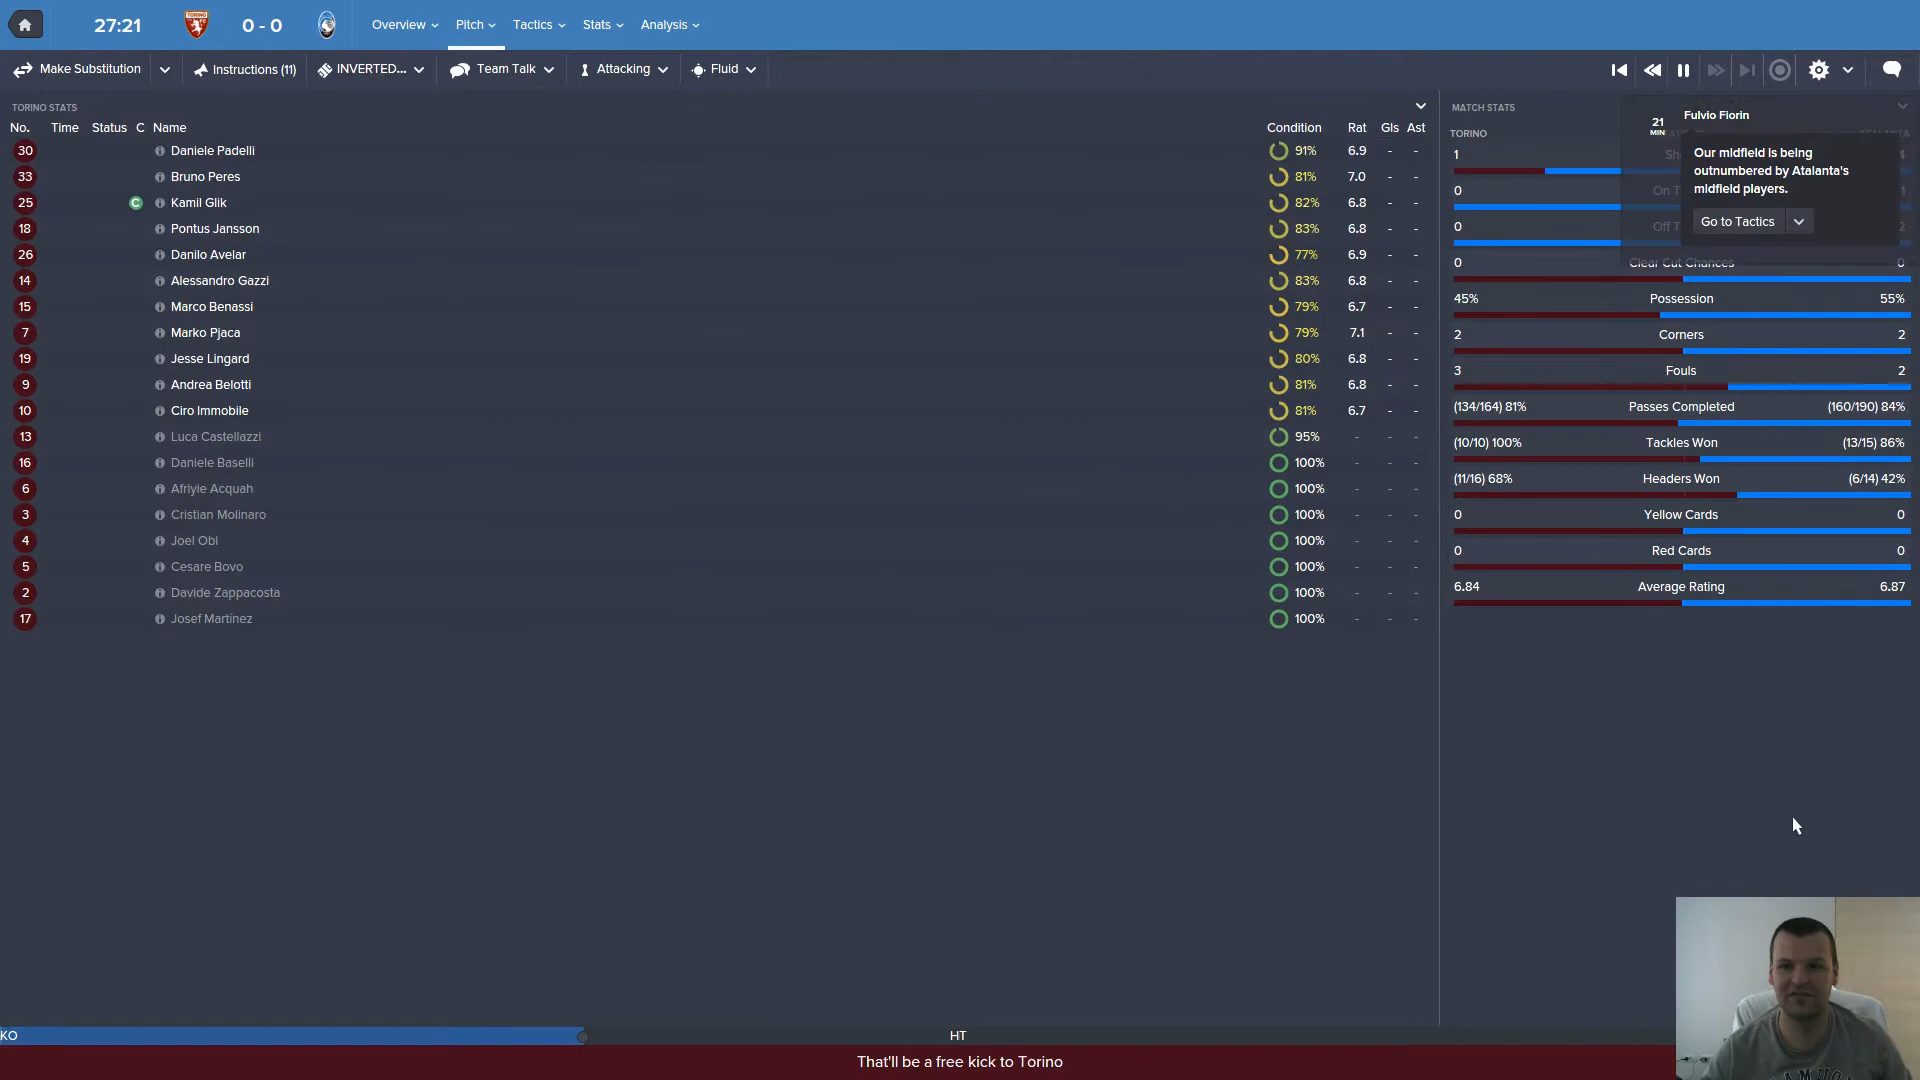 27:21 0 - 0 Overview Pitch Tactics Stats Analysis
Make Substitution Instructions (11) INVERTED... Team Talk Attacking Fluid
TORINO STATS
No. Time Status C Name Condition Rat Gls Ast
30 Daniele Padelli 91% 6.9 - -
33 Bruno Peres 81% 7.0 - -
25 C Kamil Glik 82% 6.8 - -
18 Pontus Jansson 83% 6.8 - -
26 Danilo Avelar 77% 6.9 - -
14 Alessandro Gazzi 83% 6.8 - -
15 Marco Benassi 79% 6.7 - -
7 Marko Pjaca 79% 7.1 - -
19 Jesse Lingard 80% 6.8 - -
9 Andrea Belotti 81% 6.8 - -
10 Ciro Immobile 81% 6.7 - -
13 Luca Castellazzi 95% - - -
16 Daniele Baselli 100% - - -
6 Afriyie Acquah 100% - - -
3 Cristian Molinaro 100% - - -
4 Joel Obi 100% - - -
5 Cesare Bovo 100% - - -
2 Davide Zappacosta 100% - - -
17 Josef Martínez 100% - - -
MATCH STATS
TORINO
21 MIN
Fulvio Fiorin
Our midfield is being
outnumbered by Atalanta's
midfield players.
Go to Tactics
1
0
0
0 Clear Cut Chances 0
45% Possession 55%
2 Corners 2
3 Fouls 2
(134/164) 81% Passes Completed (160/190) 84%
(10/10) 100% Tackles Won (13/15) 86%
(11/16) 68% Headers Won (6/14) 42%
0 Yellow Cards 0
0 Red Cards 0
6.84 Average Rating 6.87
KO HT
That'll be a free kick to Torino